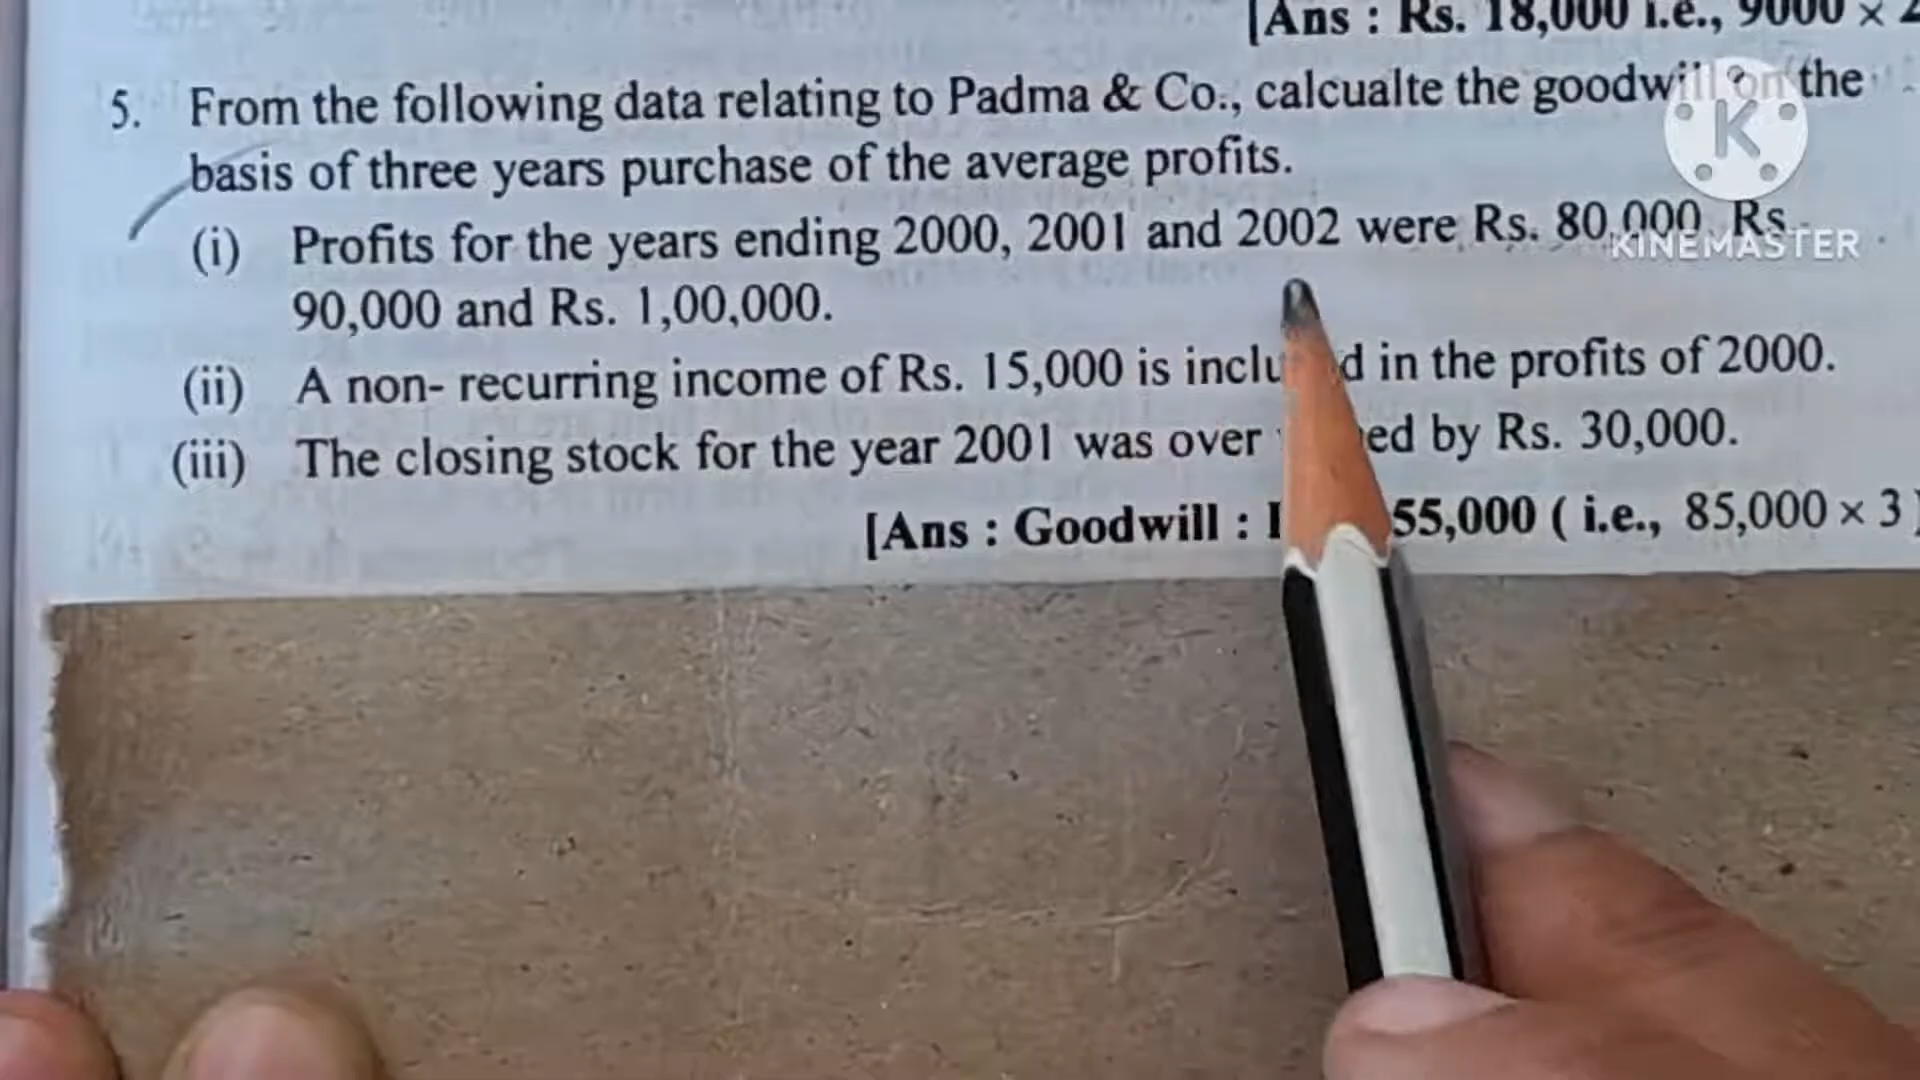 [Ans : Rs. 18,000 i.e., 9000 × 2
5. From the following data relating to Padma & Co., calcualte the goodwill on the
basis of three years purchase of the average profits.
(i) Profits for the years ending 2000, 2001 and 2002 were Rs. 80,000 Rs.
90,000 and Rs. 1,00,000.
(ii) A non- recurring income of Rs. 15,000 is included in the profits of 2000.
(iii) The closing stock for the year 2001 was over ed by Rs. 30,000.
[Ans : Goodwill : 55,000 ( i.e., 85,000 × 3 ]
K
KINEMASTER